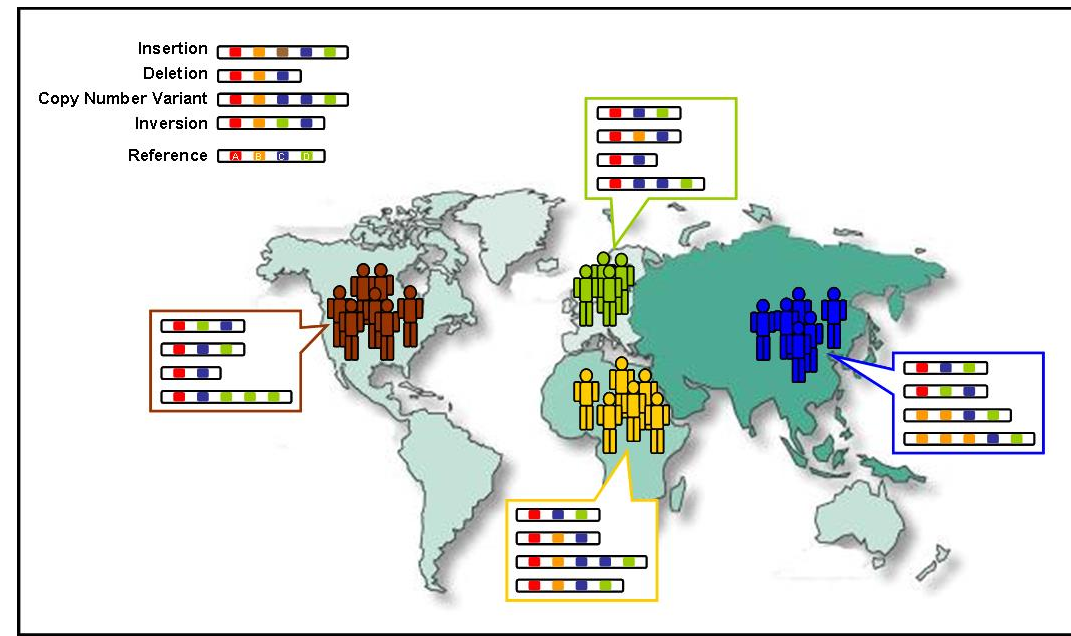 Insertion
Deletion
Copy Number Variant
Inversion
Reference A B C D